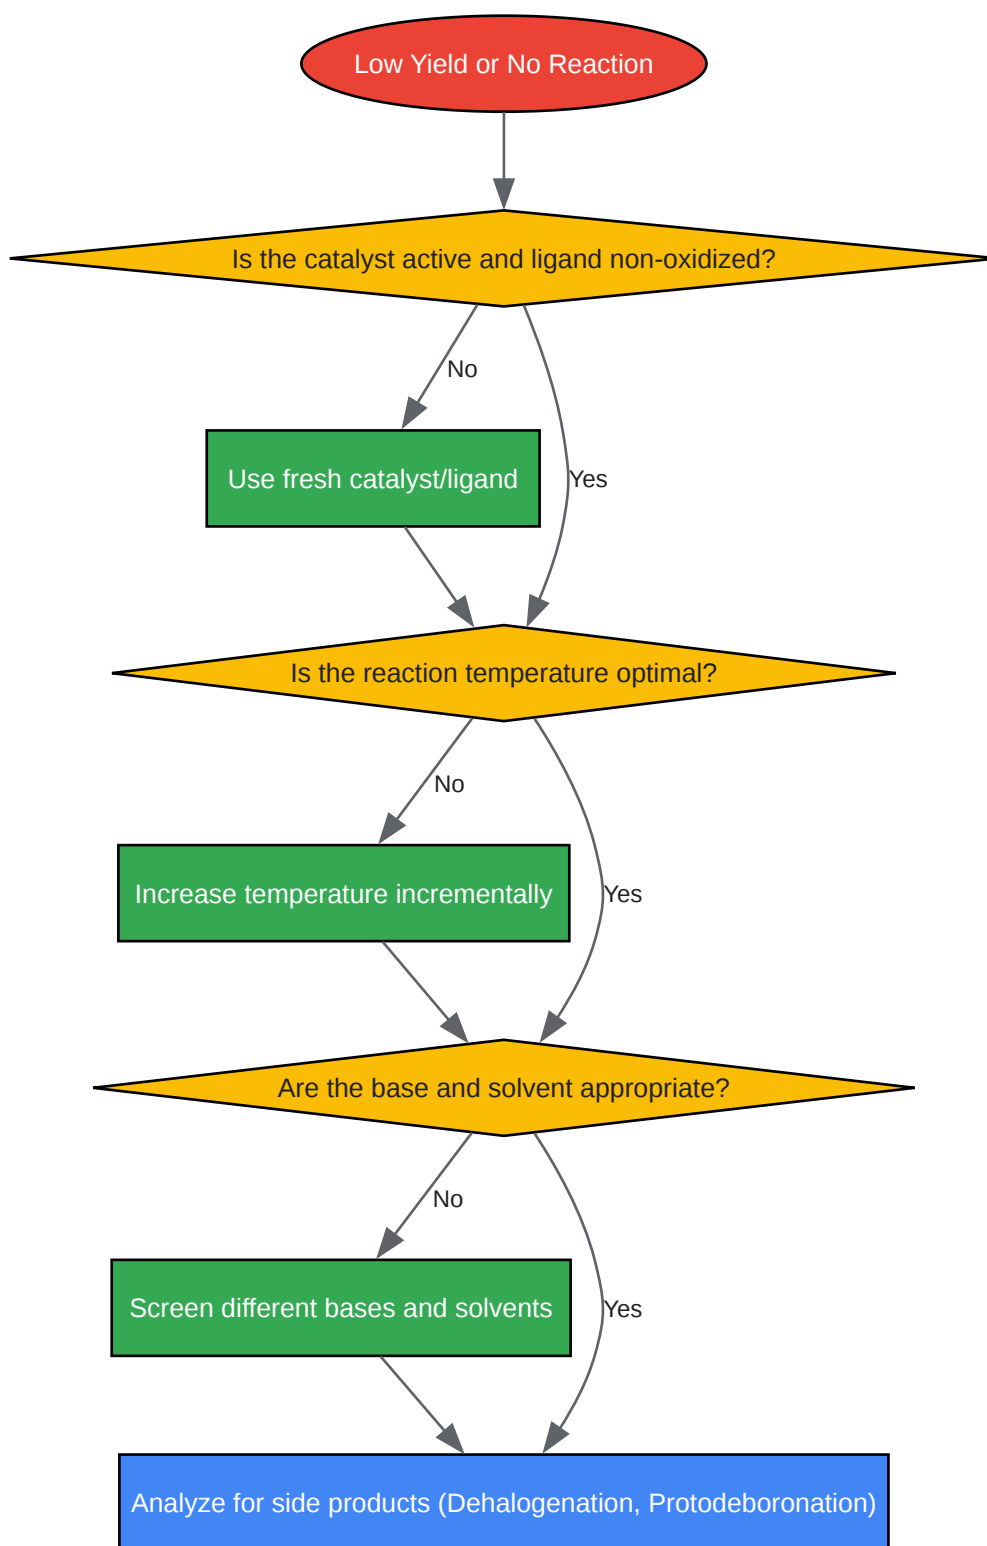 Low Yield or No Reaction
Is the catalyst active and ligand non-oxidized?
No
Use fresh catalyst/ligand
Yes
Is the reaction temperature optimal?
No
Increase temperature incrementally
Yes
Are the base and solvent appropriate?
No
Screen different bases and solvents
Yes
Analyze for side products (Dehalogenation, Protodeboronation)